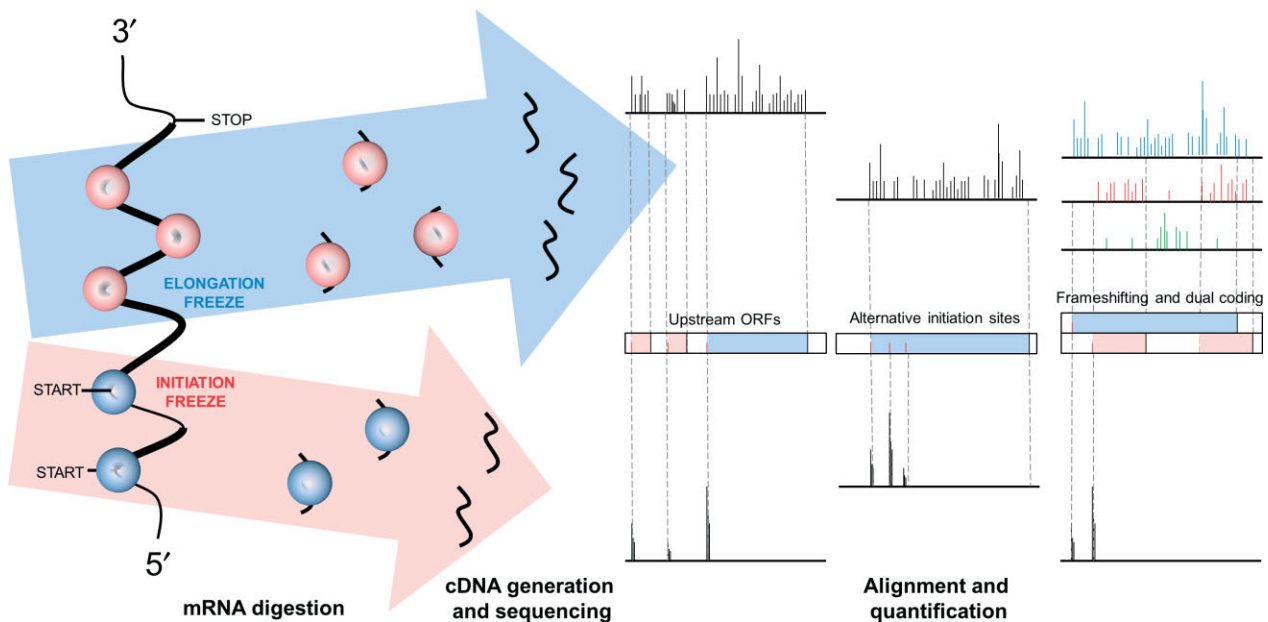 3′
STOP
ELONGATION
FREEZE
START
INITIATION
FREEZE
START
5′
mRNA digestion
cDNA generation
and sequencing
Upstream ORFs
Alternative initiation sites
Frameshifting and dual coding
Alignment and
quantification